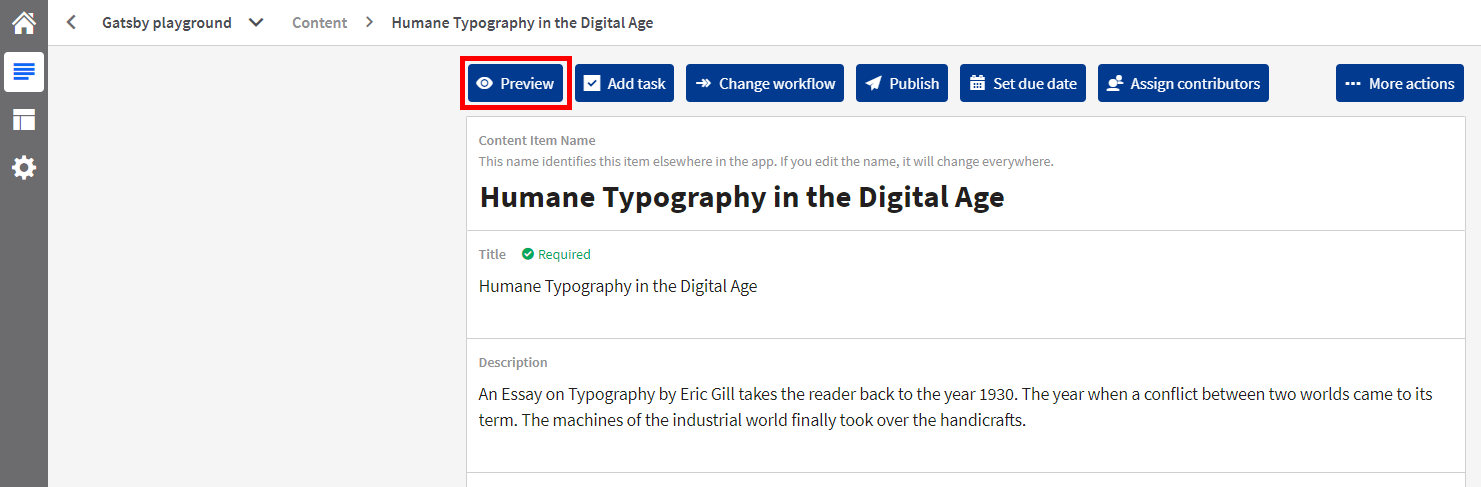 Gatsby playground Content Humane Typography in the Digital Age
Preview Add task Change workflow Publish Set due date Assign contributors More actions
Content Item Name
This name identifies this item elsewhere in the app. If you edit the name, it will change everywhere.
Humane Typography in the Digital Age
Title Required
Humane Typography in the Digital Age
Description
An Essay on Typography by Eric Gill takes the reader back to the year 1930. The year when a conflict between two worlds came to its
term. The machines of the industrial world finally took over the handicrafts.